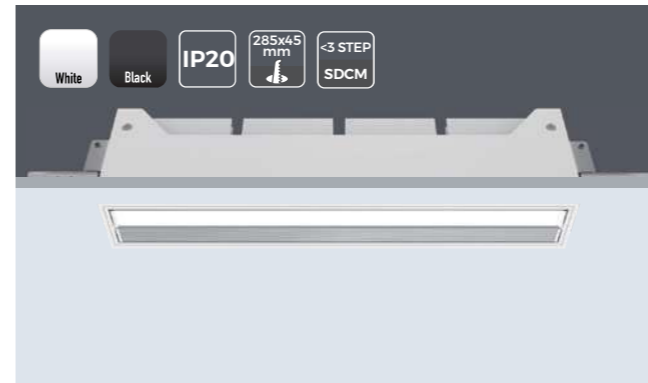 White
Black
IP20
285x45
mm
<3 STEP
SDCM